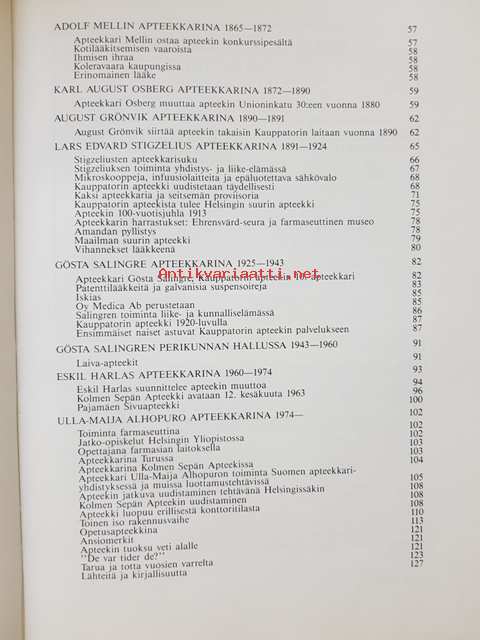 ADOLF MELLIN APTEEKKARINA 1865—1872 57
Apteekkari Mellin ostaa apteekin konkurssipesältä 57
Kotilääkitsemisen vaaroista 58
Ihmisen ihraa 58
Koleravaara kaupungissa 58
Erinomainen lääke 58
KARL AUGUST OSBERG APTEEKKARINA 1872—1890 59
Apteekkari Osberg muuttaa apteekin Unioninkatu 30:een vuonna 1880 59
AUGUST GRÖNVIK APTEEKKARINA 1890—1891 62
August Grönvik siirtää apteekin takaisin Kauppatorin laitaan vuonna 1890 62
LARS EDVARD STIGZELIUS APTEEKKARINA 1891—1924 65
Stigzeliusten apteekkarisuku 66
Stigzeliuksen toiminta yhdistys- ja liike-elämässä 67
Mikroskooppeja, infuusiolaitteita ja epäluotettava sähkövalo 68
Kauppatorin apteekki uudistetaan täydellisesti 68
Kaksi apteekkaria ja seitsemän proviisoria 71
Kauppatorin apteekista tulee Helsingin suurin apteekki 75
Apteekin 100-vuotisjuhla 1913 75
Apteekkarin harrastukset: Ehrensvärd-seura ja farmaseuttinen museo 78
Amandan pyllistys 78
Maailman suurin apteekki 79
Vihannekset lääkkeenä 80
GÖSTA SALINGRE APTEEKKARINA 1925—1943 82
Apteekkari Gösta Salingre, Kauppatorin apteekin 10. apteekkari 82
Antikvariaatti.net
Patenttilääkkeitä ja galvanisia suspensoireja 83
Iskias 85
Oy Medica Ab perustetaan 85
Salingren toiminta liike- ja kunnalliselämässä 86
Kauppatorin apteekki 1920-luvulla 87
Ensimmäiset naiset astuvat Kauppatorin apteekin palvelukseen 87
GÖSTA SALINGREN PERIKUNNAN HALLUSSA 1943—1960 91
Laiva-apteekit 91
ESKIL HARLAS APTEEKKARINA 1960—1974 93
Eskil Harlas suunnittelee apteekin muuttoa 94
Kolmen Sepän Apteekki avataan 12. kesäkuuta 1963 96
Pajamäen Sivuapteekki 100
ULLA-MAIJA ALHOPURO APTEEKKARINA 1974— 102
Toiminta farmaseuttina 102
Jatko-opiskelut Helsingin Yliopistossa 102
Opettajana farmasian laitoksella 103
Apteekkarina Turussa 103
Apteekkarina Kolmen Sepän Apteekissa 104
Apteekkari Ulla-Maija Alhopuron toiminta Suomen apteekkari-
yhdistyksessä ja muissa luottamustehtävissä 105
Apteekin jatkuva uudistaminen tehtävänä Helsingissäkin 108
Kolmen Sepän Apteekin uudistaminen 108
Apteekki luopuu erillisestä konttoritilasta 110
Toinen iso rakennusvaihe 113
Opetusapteekkina 121
Ansiomerkit 121
Apteekin tuoksu veti alalle 121
"De var tider de?" 123
Tarua ja totta vuosien varrelta 127
Lähteitä ja kirjallisuutta